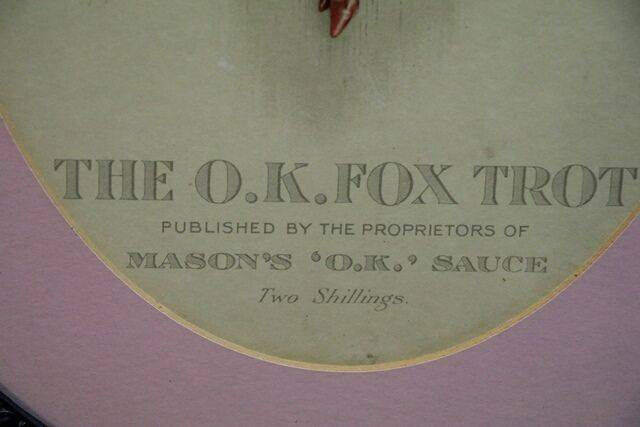 THE O.K. FOX TROT
PUBLISHED BY THE PROPRIETORS OF
MASON'S 'O.K.' SAUCE
Two Shillings.